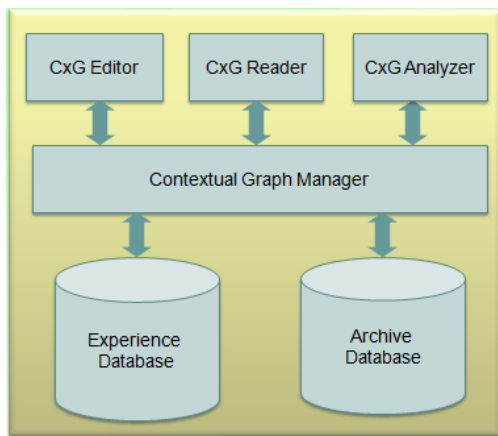 CxG Editor
CxG Reader
CxG Analyzer
Contextual Graph Manager
Experience
Database
Archive
Database